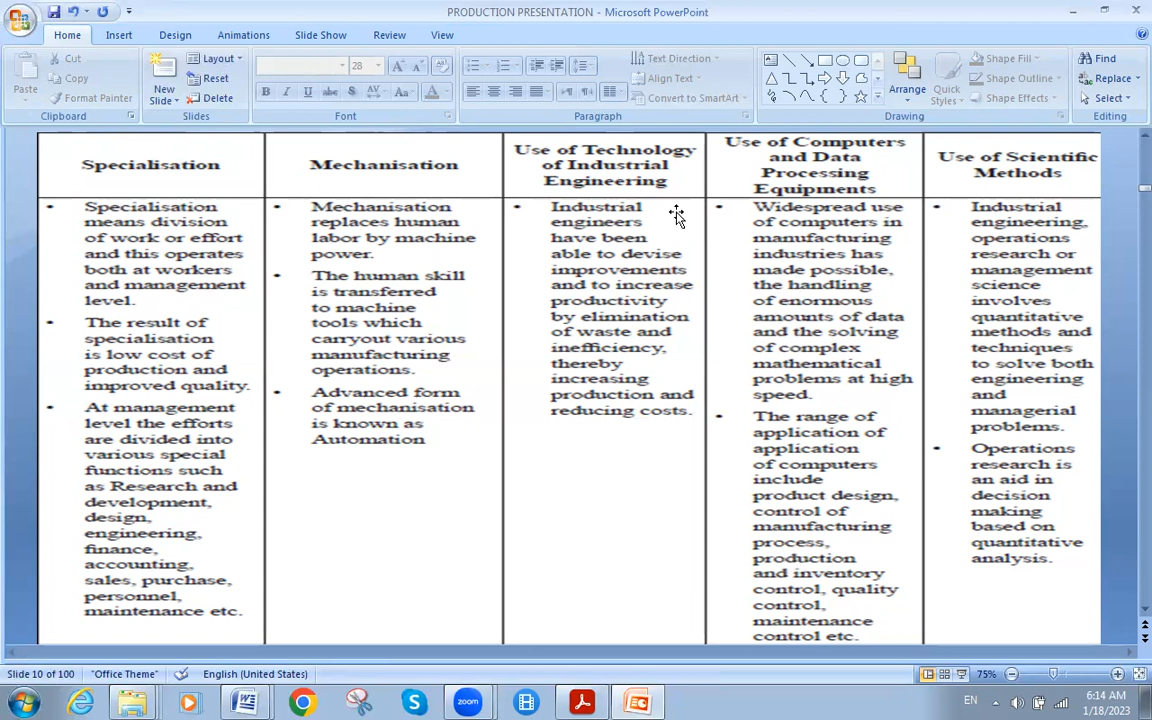 PRODUCTION PRESENTATION - Microsoft PowerPoint
Home Insert Design Animations Slide Show Review View
Paste
Cut
Copy
Format Painter
Clipboard
New
Slide
Layout
Reset
Delete
Slides
28
B I U abe S AV Aa A
Font
Text Direction
Align Text
Convert to SmartArt
Paragraph
Arrange
Quick
Styles
Shape Fill
Shape Outline
Shape Effects
Drawing
Find
Replace
Select
Editing
Specialisation
• Specialisation
means division
of work or effort
and this operates
both at workers
and management
level.
• The result of
specialisation
is low cost of
production and
improved quality.
• At management
level the efforts
are divided into
various special
functions such
as Research and
development,
design,
engineering,
finance,
accounting,
sales, purchase,
personnel,
maintenance etc.
Mechanisation
• Mechanisation
replaces human
labor by machine
power.
• The human skill
is transferred
to machine
tools which
carryout various
manufacturing
operations.
• Advanced form
of mechanisation
is known as
Automation
Use of Technology
of Industrial
Engineering
• Industrial
engineers
have been
able to devise
improvements
and to increase
productivity
by elimination
of waste and
inefficiency,
thereby
increasing
production and
reducing costs.
Use of Computers
and Data
Processing
Equipments
• Widespread use
of computers in
manufacturing
industries has
made possible,
the handling
of enormous
amounts of data
and the solving
of complex
mathematical
problems at high
speed.
• The range of
application of
application
of computers
include
product design,
control of
manufacturing
process,
production
and inventory
control, quality
control,
maintenance
control etc.
Use of Scientific
Methods
• Industrial
engineering,
operations
research or
management
science
involves
quantitative
methods and
techniques
to solve both
engineering
and
managerial
problems.
• Operations
research is
an aid in
decision
making
based on
quantitative
analysis.
Slide 10 of 100 "Office Theme" English (United States) 75%
zoom
EN
6:14 AM
1/18/2023